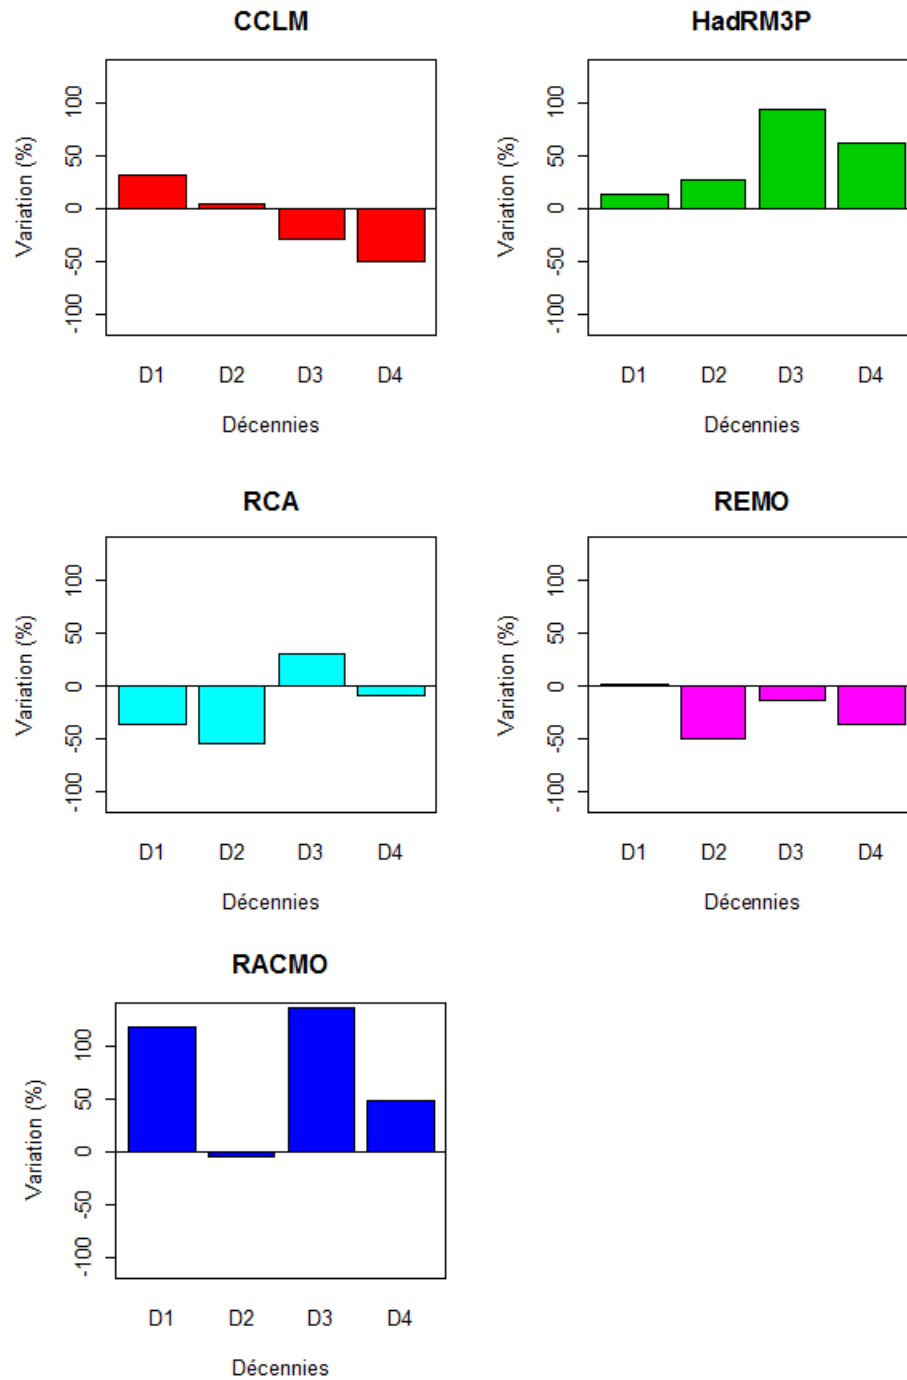 CCLM
Variation (%)
100
50
0
-50
-100
D1 D2 D3 D4
Décennies
HadRM3P
Variation (%)
100
50
0
-50
-100
D1 D2 D3 D4
Décennies
RCA
Variation (%)
100
50
0
-50
-100
D1 D2 D3 D4
Décennies
REMO
Variation (%)
100
50
0
-50
-100
D1 D2 D3 D4
Décennies
RACMO
Variation (%)
100
50
0
-50
-100
D1 D2 D3 D4
Décennies